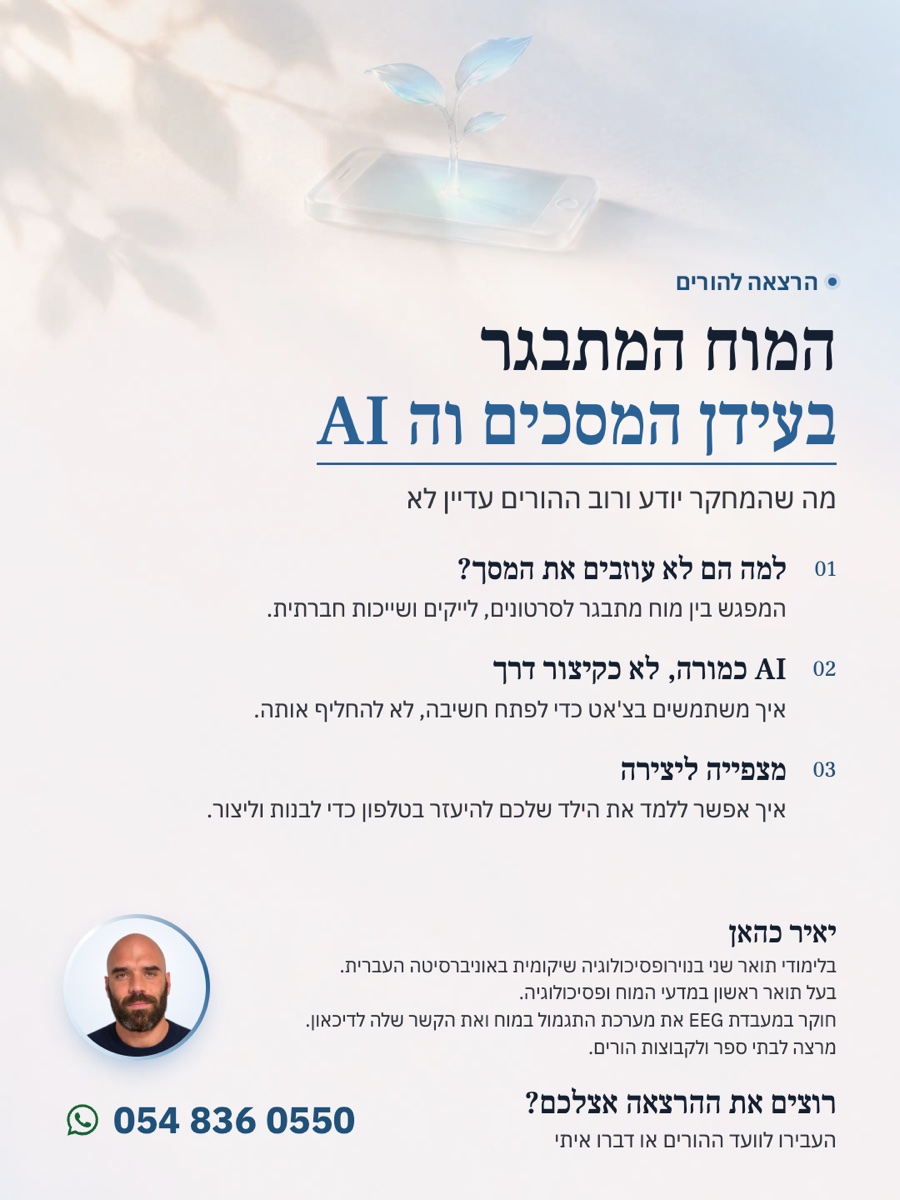 הרצאה להורים
המוח המתבגר
בעידן המסכים וה AI
מה שהמחקר יודע ורוב ההורים עדיין לא
01 למה הם לא עוזבים את המסך?
המפגש בין מוח מתבגר לסרטונים, לייקים ושייכות חברתית.
02 AI כמורה, לא כקיצור דרך
איך משתמשים בצ'אט כדי לפתח חשיבה, לא להחליף אותה.
03 מצפייה ליצירה
איך אפשר ללמד את הילד שלכם להיעזר בטלפון כדי לבנות וליצור.
יאיר כהאן
בלימודי תואר שני בנוירופסיכולוגיה שיקומית באוניברסיטה העברית.
בעל תואר ראשון במדעי המוח ופסיכולוגיה.
חוקר במעבדת EEG את מערכת התגמול במוח ואת הקשר שלה לדיכאון.
מרצה לבתי ספר ולקבוצות הורים.
רוצים את ההרצאה אצלכם?
העבירו לוועד ההורים או דברו איתי
054 836 0550